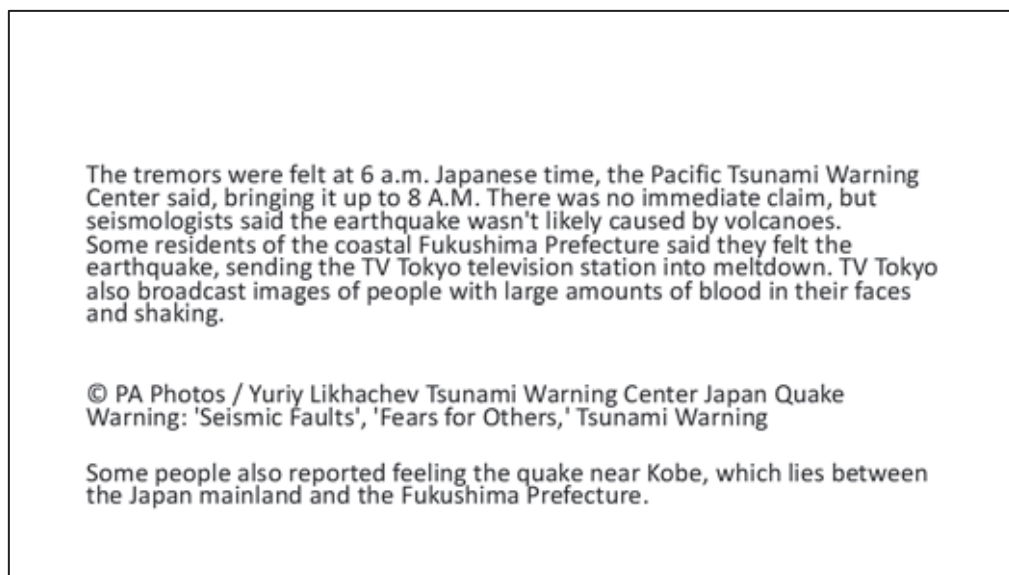 The tremors were felt at 6 a.m. Japanese time, the Pacific Tsunami Warning
Center said, bringing it up to 8 A.M. There was no immediate claim, but
seismologists said the earthquake wasn't likely caused by volcanoes.
Some residents of the coastal Fukushima Prefecture said they felt the
earthquake, sending the TV Tokyo television station into meltdown. TV Tokyo
also broadcast images of people with large amounts of blood in their faces
and shaking.
© PA Photos / Yuriy Likhachev Tsunami Warning Center Japan Quake
Warning: 'Seismic Faults', 'Fears for Others,' Tsunami Warning
Some people also reported feeling the quake near Kobe, which lies between
the Japan mainland and the Fukushima Prefecture.